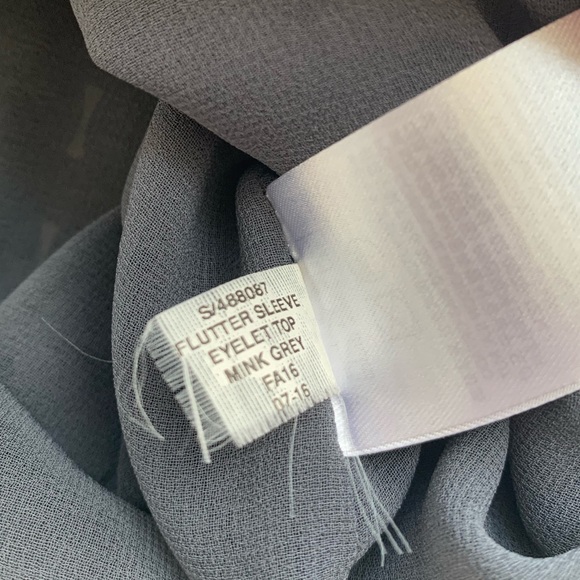 S/488087
FLUTTER SLEEVE
EYELET TOP
MINK GREY
FA16
07-16